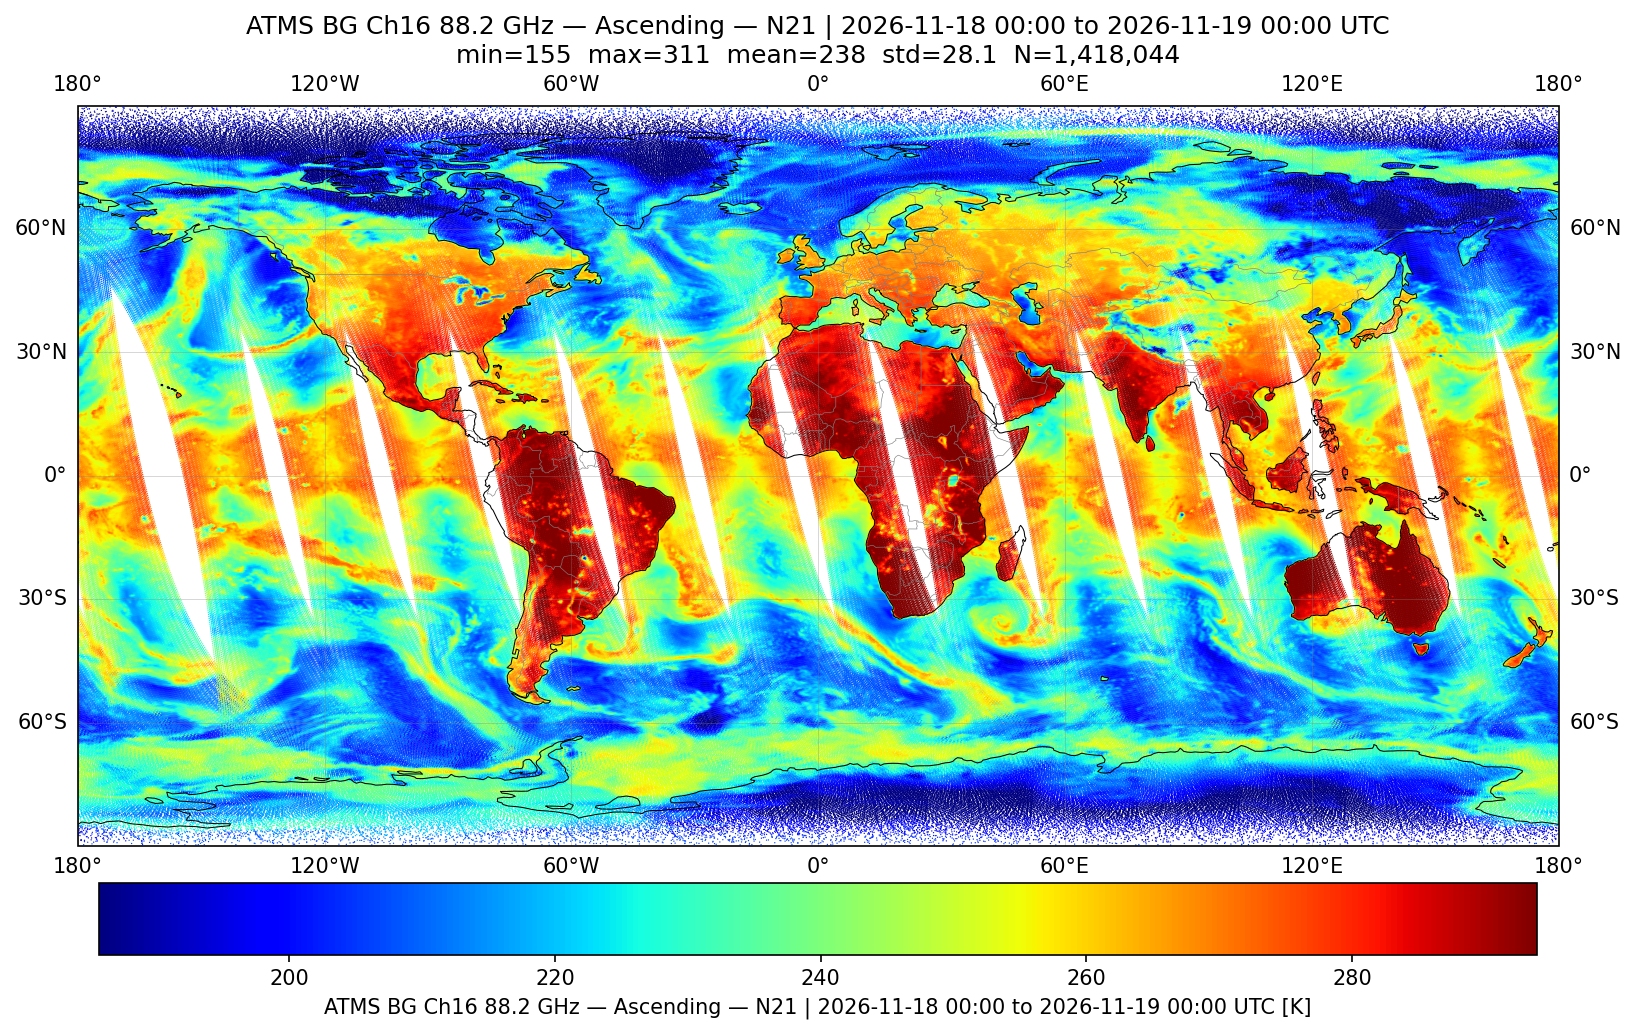 ATMS BG Ch16 88.2 GHz — Ascending — N21 | 2026-11-18 00:00 to 2026-11-19 00:00 UTC
min=155 max=311 mean=238 std=28.1 N=1,418,044
180° 120°W 60°W 0° 60°E 120°E 180°
60°N 60°N
30°N 30°N
0° 0°
30°S 30°S
60°S 60°S
180° 120°W 60°W 0° 60°E 120°E 180°
200 220 240 260 280
ATMS BG Ch16 88.2 GHz — Ascending — N21 | 2026-11-18 00:00 to 2026-11-19 00:00 UTC [K]